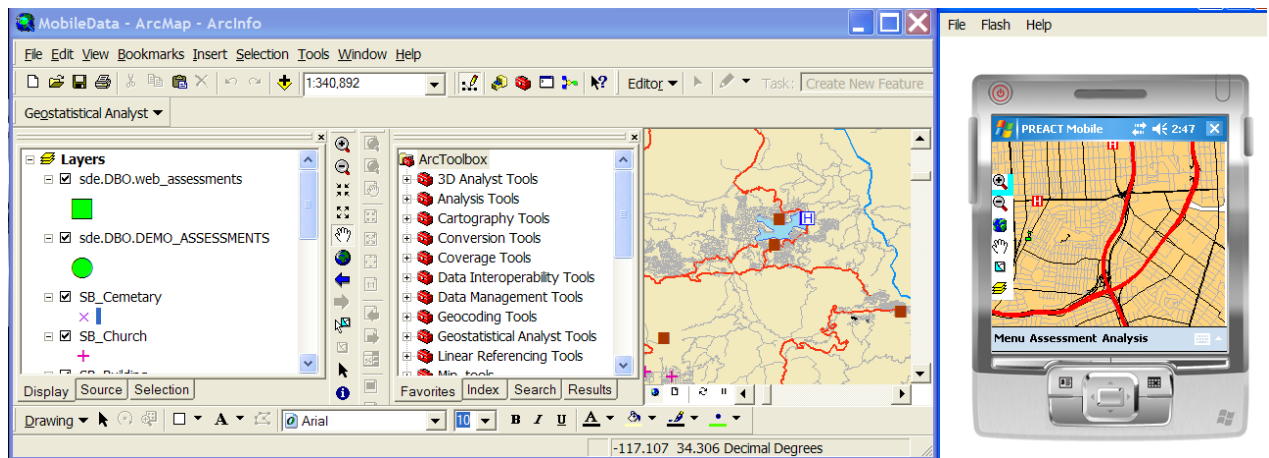 MobileData - ArcMap - ArcInfo
File Edit View Bookmarks Insert Selection Tools Window Help
1:340,892
Editor
Task: Create New Feature
Geostatistical Analyst
Layers
sde.DBO.web_assessments
sde.DBO.DEMO_ASSESSMENTS
SB_Cemetary
SB_Church
Display Source Selection
ArcToolbox
3D Analyst Tools
Analysis Tools
Cartography Tools
Conversion Tools
Coverage Tools
Data Interoperability Tools
Data Management Tools
Geocoding Tools
Geostatistical Analyst Tools
Linear Referencing Tools
Favorites Index Search Results
H
Drawing
A
Arial
10
B I U A
-117.107 34.306 Decimal Degrees
File Flash Help
PREACT Mobile 2:47
H
H
Menu Assessment Analysis